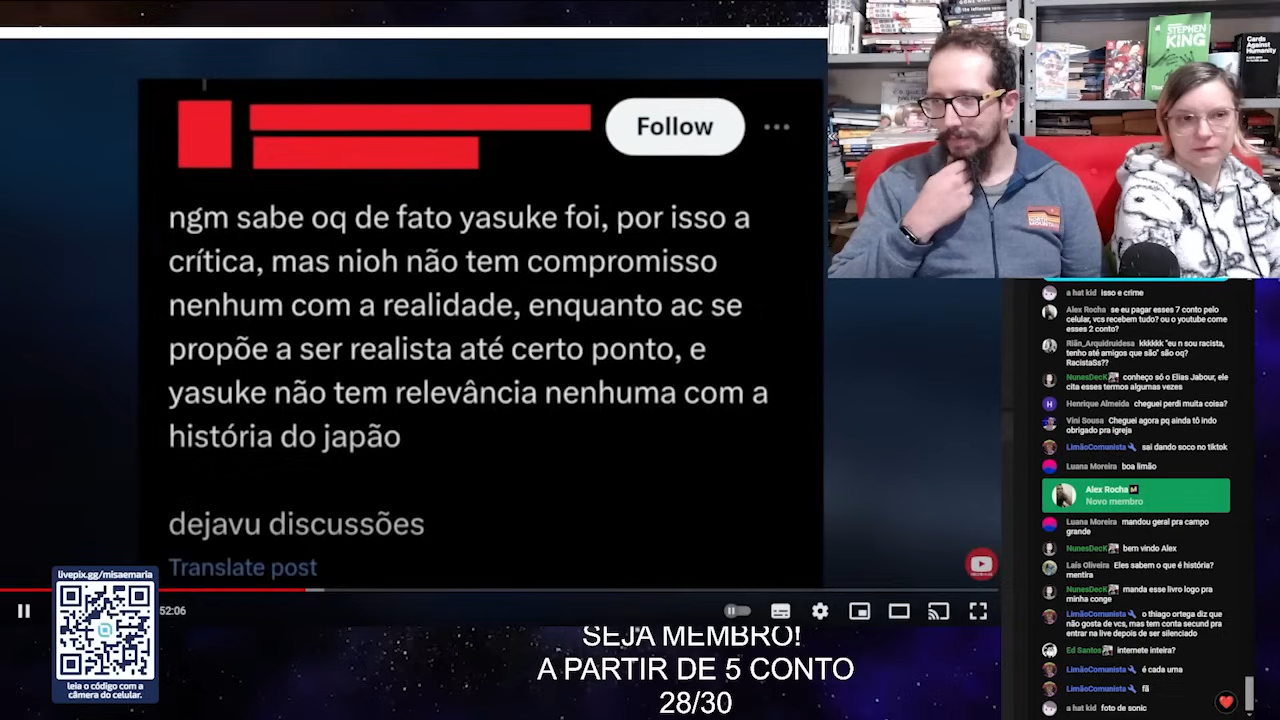 Follow
ngm sabe oq de fato yasuke foi, por isso a
crítica, mas nioh não tem compromisso
nenhum com a realidade, enquanto ac se
propõe a ser realista até certo ponto, e
yasuke não tem relevância nenhuma com a
história do japão
dejavu discussões
Translate post
52:06
livepix.gg/misaemaria
leia o código com a
câmera do celular.
SEJA MEMBRO!
A PARTIR DE 5 CONTO
28/30
STEPHEN
KING
Cards
Against
Humanity
NORTH
MOUNTAIN
a hat kid isso e crime
Alex Rocha se eu pagar esses 7 conto pelo
celular, vcs recebem tudo? ou o youtube come
esses 2 conto?
Riãn_Arquidruidesa kkkkkk "eu n sou racista,
tenho até amigos que são" são oq?
RacistaSs??
NunesDecK conheço só o Elias Jabour, ele
cita esses termos algumas vezes
Henrique Almeida cheguei perdi muita coisa?
Vini Sousa Cheguei agora pq ainda tô indo
obrigado pra igreja
LimãoComunista sai dando soco no tiktok
Luana Moreira boa limão
Alex Rocha
Novo membro
Luana Moreira mandou geral pra campo
grande
NunesDecK bem vindo Alex
Laís Oliveira Eles sabem o que é história?
mentira
NunesDecK manda esse livro logo pra
minha conge
LimãoComunista o thiago ortega diz que
não gosta de vcs, mas tem conta secund pra
entrar na live depois de ser silenciado
Ed Santos internete inteira?
LimãoComunista é cada uma
LimãoComunista fã
a hat kid foto de sonic